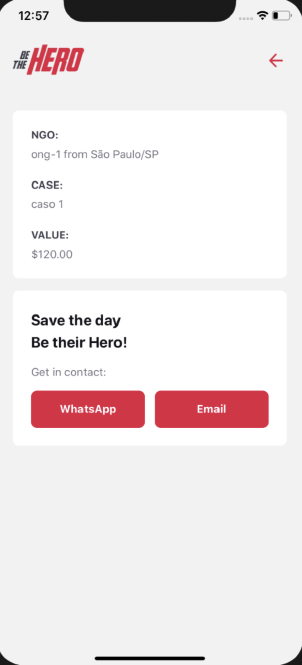 12:57
BE
THE HERO
NGO:
ong-1 from São Paulo/SP
CASE:
caso 1
VALUE:
$120.00
Save the day
Be their Hero!
Get in contact:
WhatsApp Email